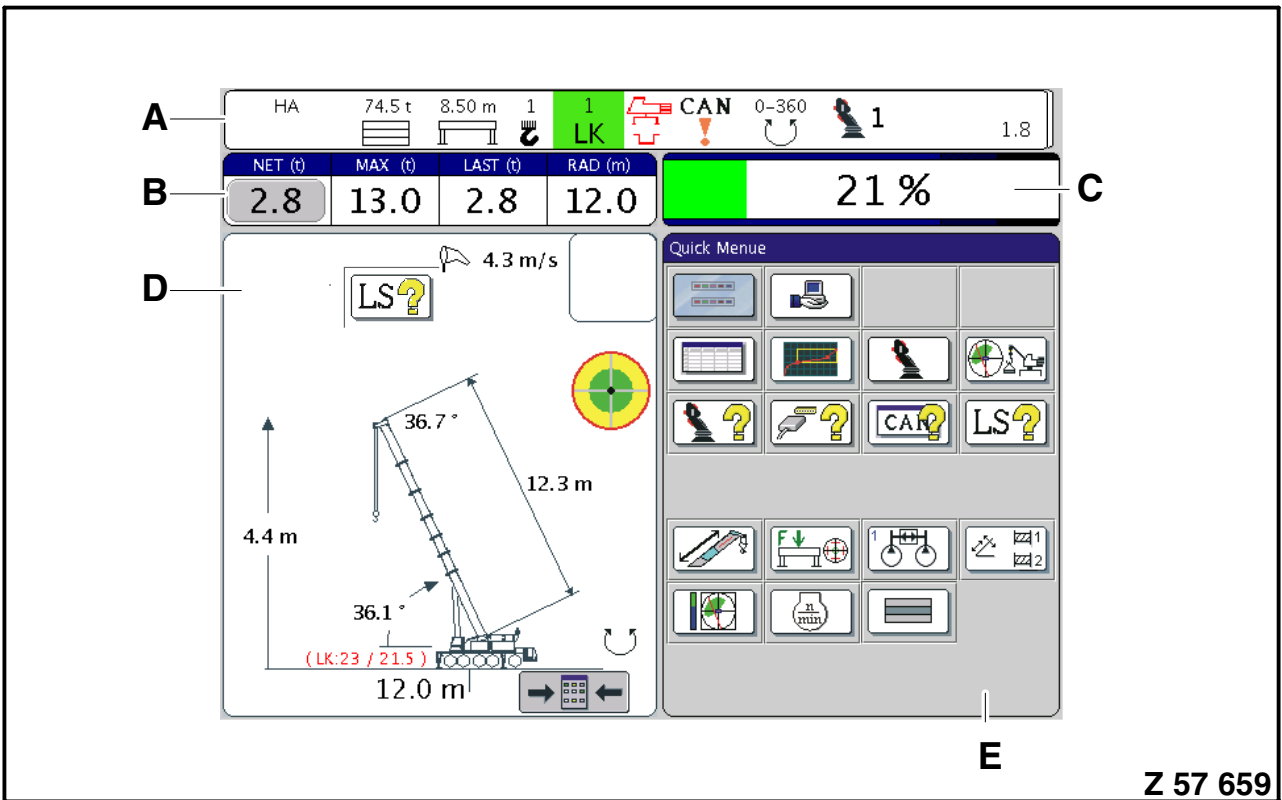 HA 74.5 t 8.50 m 1 1 LK CAN 0-360 1 1.8
A
NET (t) MAX (t) LAST (t) RAD (m)
B 2.8 13.0 2.8 12.0 21 % C
D
4.3 m/s
LS?
Quick Menue
36.7 °
12.3 m
4.4 m
36.1 °
( LK:23 / 21.5 )
12.0 m
? ? CAN? LS?
F 1 1
2
n
min
E
Z 57 659